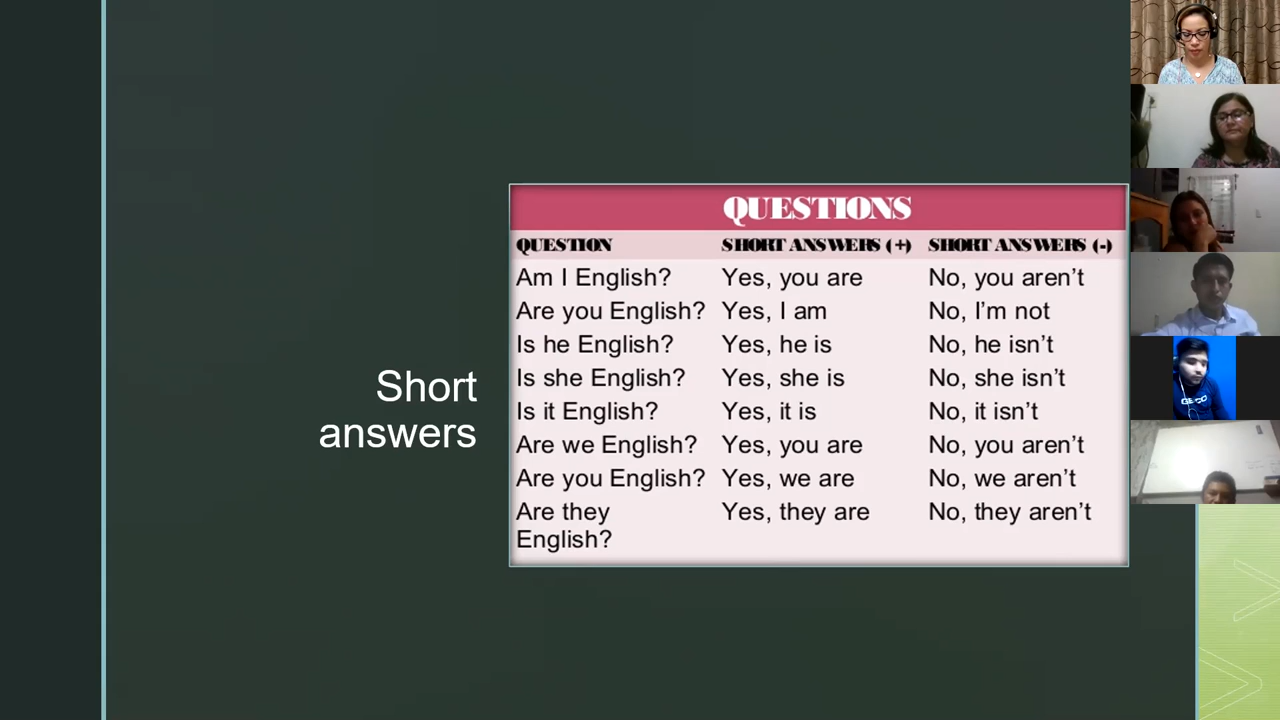 Short
answers
QUESTIONS
QUESTION SHORT ANSWERS (+) SHORT ANSWERS (-)
Am I English? Yes, you are No, you aren't
Are you English? Yes, I am No, I'm not
Is he English? Yes, he is No, he isn't
Is she English? Yes, she is No, she isn't
Is it English? Yes, it is No, it isn't
Are we English? Yes, you are No, you aren't
Are you English? Yes, we are No, we aren't
Are they Yes, they are No, they aren't
English?